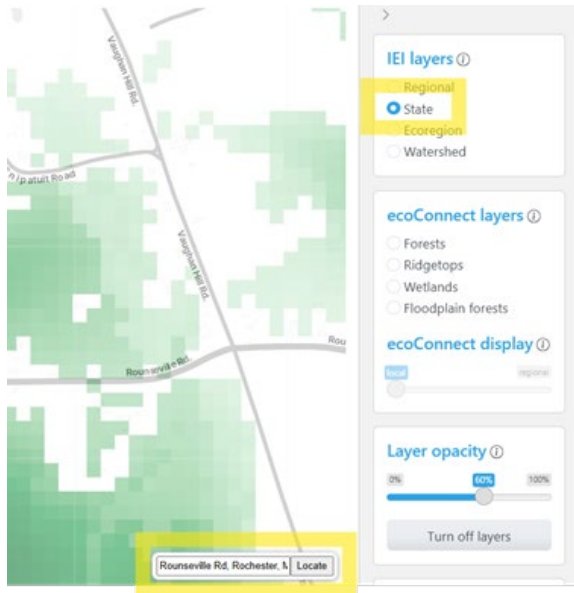 Vaughan Hill Rd.
Snipatuit Road
Vaughan Hill Rd.
Rou
Rounseville Rd.
Rounseville Rd, Rochester, M
Locate
IEI layers
Regional
State
Ecoregion
Watershed
ecoConnect layers
Forests
Ridgetops
Wetlands
Floodplain forests
ecoConnect display
local regional
Layer opacity
0% 60% 100%
Turn off layers